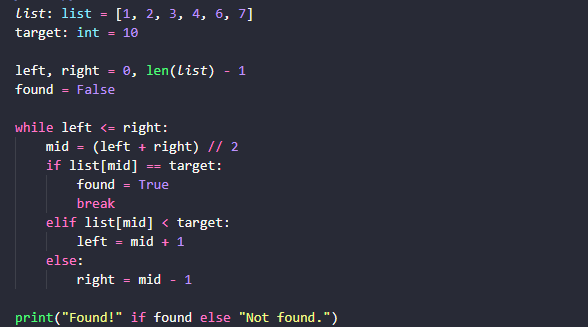 list: list = [1, 2, 3, 4, 6, 7]
target: int = 10
left, right = 0, len(list) - 1
found = False
while left <= right:
mid = (left + right) // 2
if list[mid] == target:
found = True
break
elif list[mid] < target:
left = mid + 1
else:
right = mid - 1
print("Found!" if found else "Not found.")